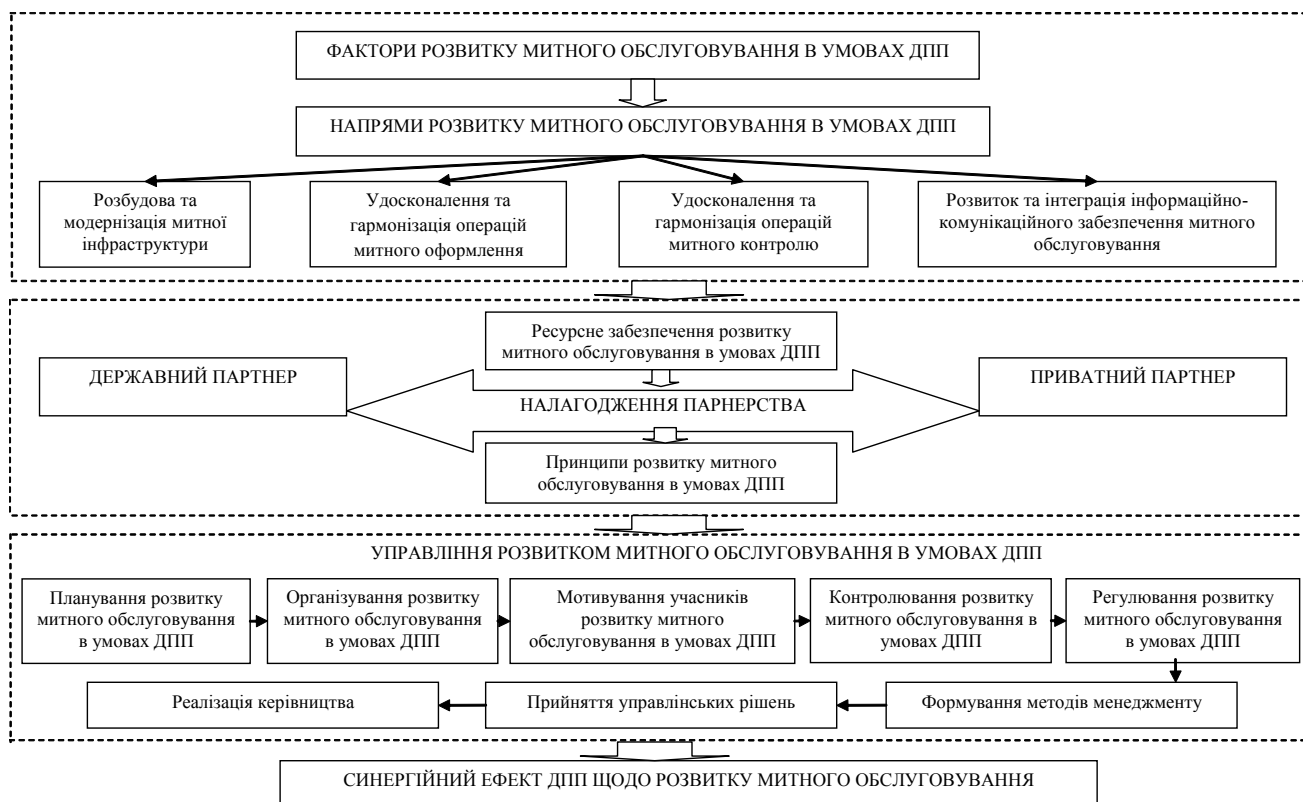 ФАКТОРИ РОЗВИТКУ МИТНОГО ОБСЛУГОВУВАННЯ В УМОВАХ ДПП
НАПРЯМИ РОЗВИТКУ МИТНОГО ОБСЛУГОВУВАННЯ В УМОВАХ ДПП
Розбудова та
модернізація митної
інфраструктури
Удосконалення та
гармонізація операцій
митного оформлення
Удосконалення та
гармонізація операцій
митного контролю
Розвиток та інтеграція інформаційно-
комунікаційного забезпечення митного
обслуговування
Ресурсне забезпечення розвитку
митного обслуговування в умовах ДПП
ДЕРЖАВНИЙ ПАРТНЕР
ПРИВАТНИЙ ПАРТНЕР
НАЛАГОДЖЕННЯ ПАРНЕРСТВА
Принципи розвитку митного
обслуговування в умовах ДПП
УПРАВЛІННЯ РОЗВИТКОМ МИТНОГО ОБСЛУГОВУВАННЯ В УМОВАХ ДПП
Планування розвитку
митного обслуговування
в умовах ДПП
Організування розвитку
митного обслуговування
в умовах ДПП
Мотивування учасників
розвитку митного
обслуговування в умовах ДПП
Контролювання розвитку
митного обслуговування в
умовах ДПП
Регулювання розвитку
митного обслуговування
в умовах ДПП
Реалізація керівництва
Прийняття управлінських рішень
Формування методів менеджменту
СИНЕРГІЙНИЙ ЕФЕКТ ДПП ЩОДО РОЗВИТКУ МИТНОГО ОБСЛУГОВУВАННЯ